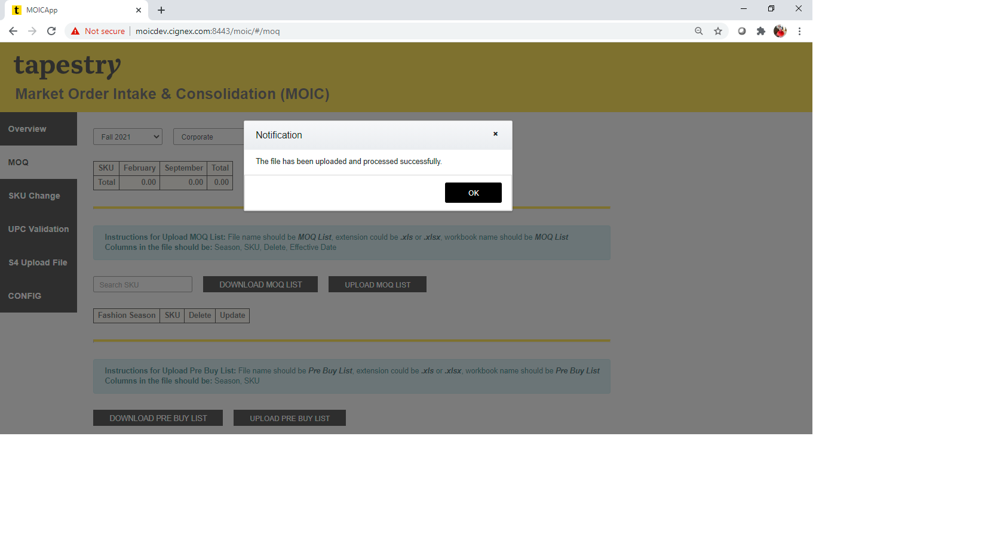 MOICApp
Not secure
moicdev.cignex.com:8443/moic/#/moq
tapestry
Market Order Intake & Consolidation (MOIC)
Overview
MOQ
SKU Change
UPC Validation
S4 Upload File
CONFIG
Fall 2021
Corporate
Notification
The file has been uploaded and processed successfully.
OK
SKU February September Total
Total 0.00 0.00 0.00
Instructions for Upload MOQ List: File name should be MOQ List, extension could be .xls or .xlsx, workbook name should be MOQ List
Columns in the file should be: Season, SKU, Delete, Effective Date
Search SKU DOWNLOAD MOQ LIST UPLOAD MOQ LIST
Fashion Season SKU Delete Update
Instructions for Upload Pre Buy List: File name should be Pre Buy List, extension could be .xls or .xlsx, workbook name should be Pre Buy List
Columns in the file should be: Season, SKU
DOWNLOAD PRE BUY LIST UPLOAD PRE BUY LIST